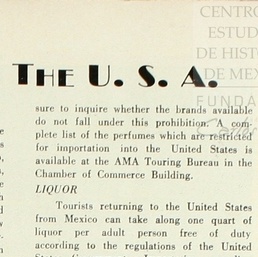 CENTRO
ESTUD
DE HIST
DE MEX
FUNDA
THE U. S. A.
sure to inquire whether the brands available
do not fall under this prohibition. A com-
plete list of the perfumes which are restricted
for importation into the United States is
available at the AMA Touring Bureau in the
Chamber of Commerce Building.
LIQUOR
Tourists returning to the United States
from Mexico can take along one quart of
liquor per adult person free of duty
according to the regulations of the United